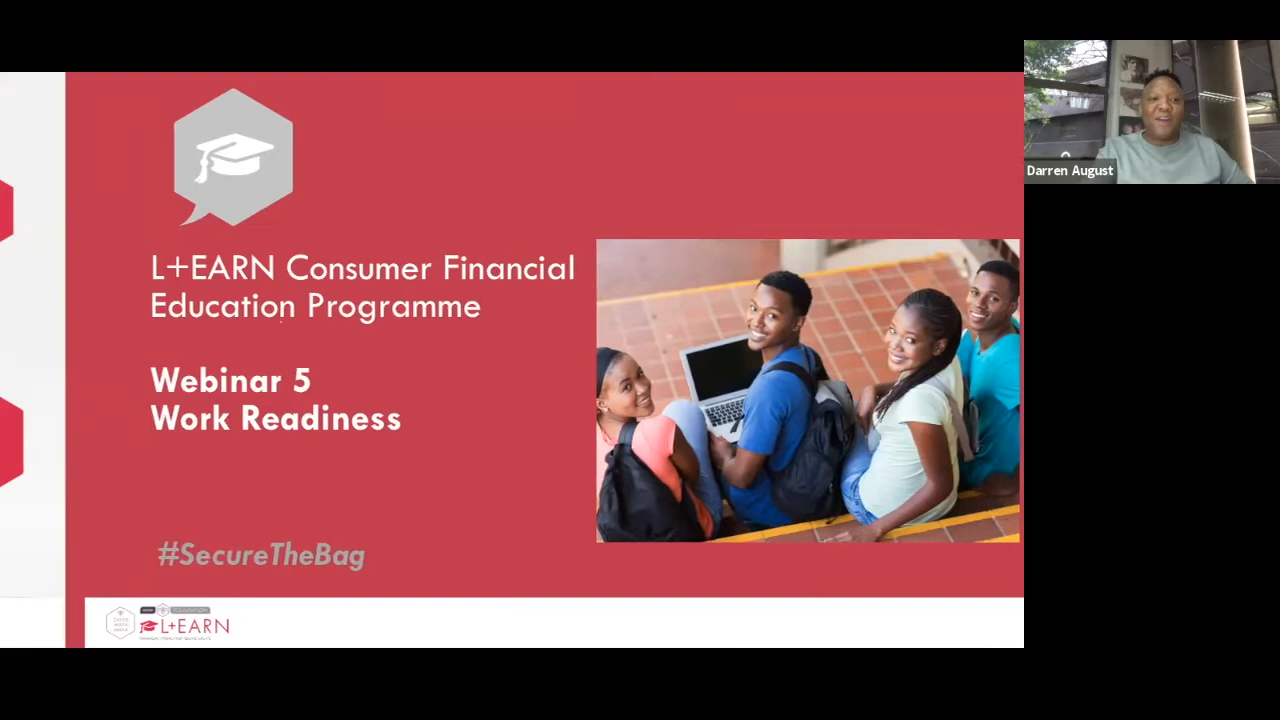 L+EARN Consumer Financial
Education Programme
Webinar 5
Work Readiness
#SecureTheBag
L+EARN
Darren August